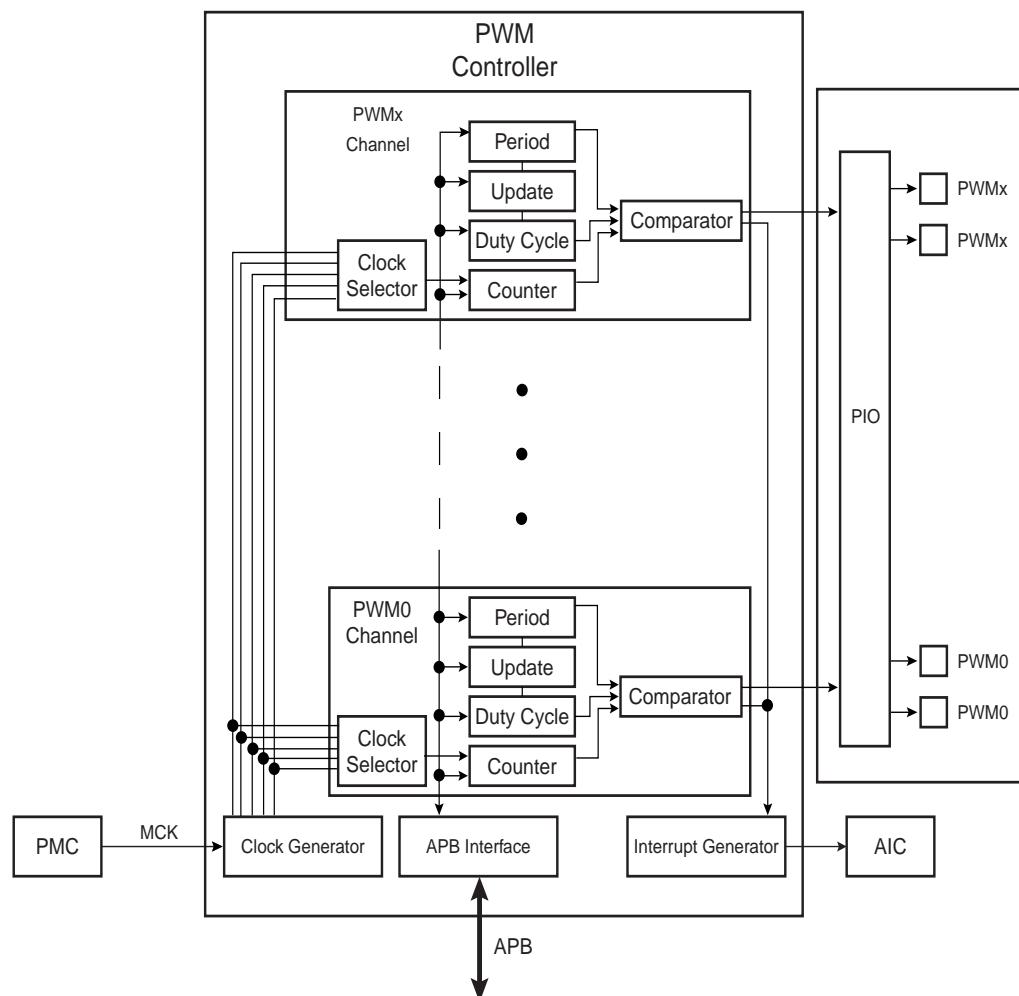 PWM
Controller
PWMx
Channel
Period
Update
Duty Cycle
Counter
Clock
Selector
Comparator
PIO
PWMx
PWMx
PWM0
Channel
Period
Update
Duty Cycle
Counter
Clock
Selector
Comparator
PWM0
PWM0
PMC
MCK
Clock Generator
APB Interface
Interrupt Generator
AIC
APB